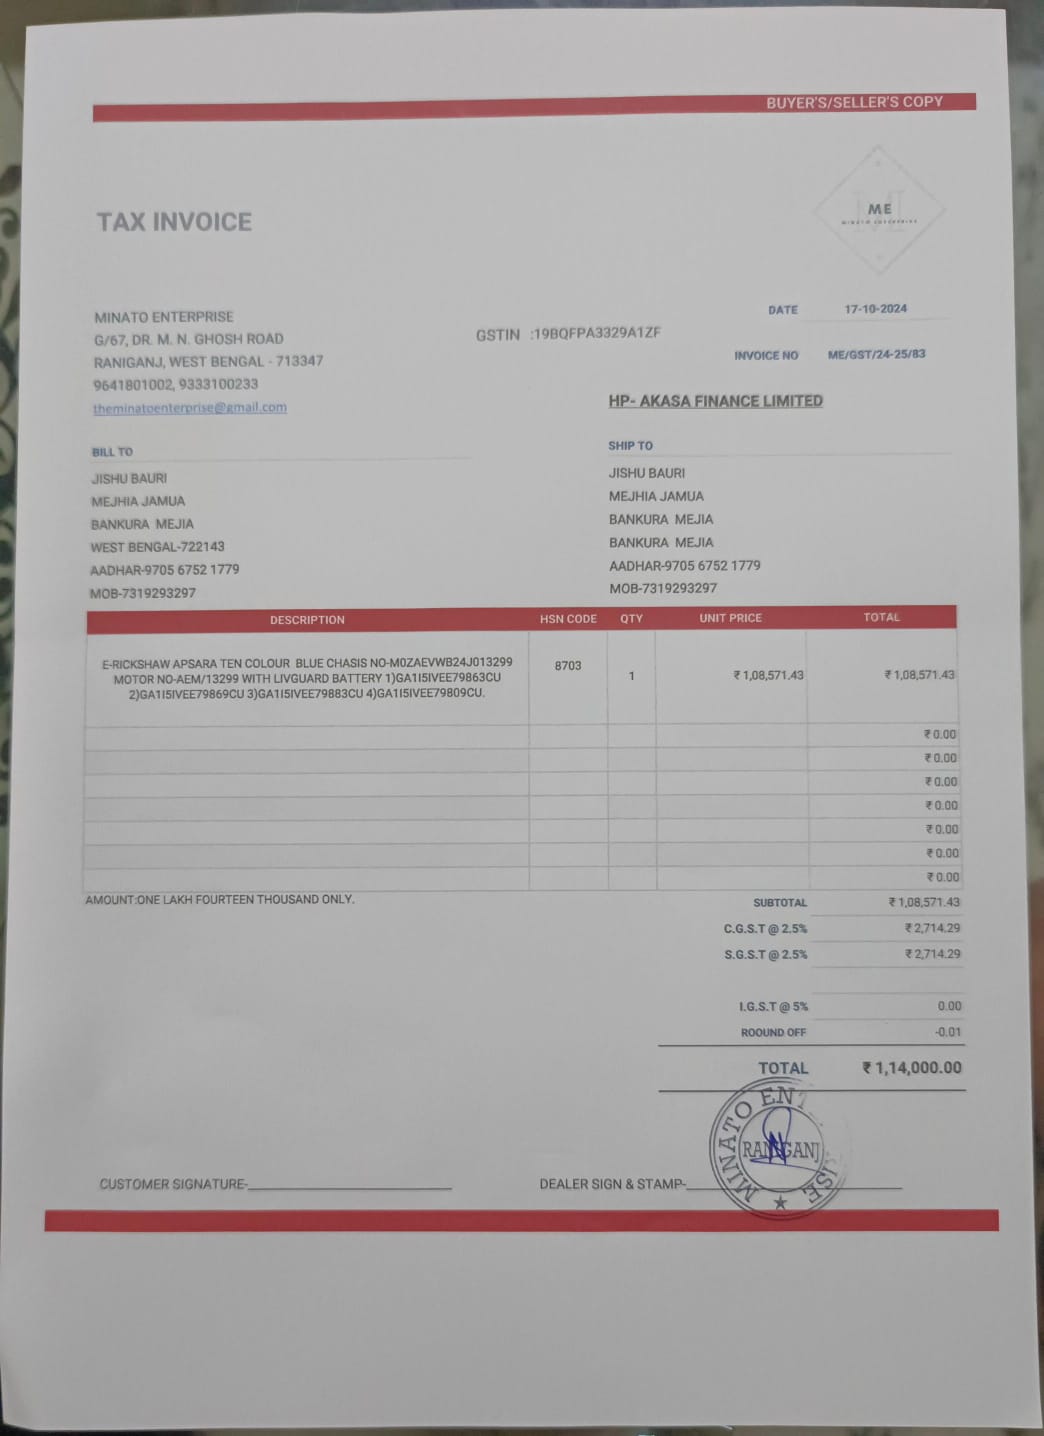 BUYER'S/SELLER'S COPY
ME
MINATO ENTERPRISE
TAX INVOICE
MINATO ENTERPRISE
G/67, DR. M. N. GHOSH ROAD
RANIGANJ, WEST BENGAL - 713347
9641801002, 9333100233
theminatoenterprise@gmail.com
GSTIN :19BQFPA3329A1ZF
DATE 17-10-2024
INVOICE NO ME/GST/24-25/83
HP- AKASA FINANCE LIMITED
BILL TO
JISHU BAURI
MEJHIA JAMUA
BANKURA MEJIA
WEST BENGAL-722143
AADHAR-9705 6752 1779
MOB-7319293297
SHIP TO
JISHU BAURI
MEJHIA JAMUA
BANKURA MEJIA
BANKURA MEJIA
AADHAR-9705 6752 1779
MOB-7319293297
DESCRIPTION HSN CODE QTY UNIT PRICE TOTAL
E-RICKSHAW APSARA TEN COLOUR BLUE CHASIS NO-M0ZAEVWB24J013299
MOTOR NO-AEM/13299 WITH LIVGUARD BATTERY 1)GA1I5IVEE79863CU
2)GA1I5IVEE79869CU 3)GA1I5IVEE79883CU 4)GA1I5IVEE79809CU.
8703 1 ₹ 1,08,571.43 ₹ 1,08,571.43
₹ 0.00
₹ 0.00
₹ 0.00
₹ 0.00
₹ 0.00
₹ 0.00
₹ 0.00
AMOUNT:ONE LAKH FOURTEEN THOUSAND ONLY.
SUBTOTAL ₹ 1,08,571.43
C.G.S.T @ 2.5% ₹ 2,714.29
S.G.S.T @ 2.5% ₹ 2,714.29
I.G.S.T @ 5% 0.00
ROOUND OFF -0.01
TOTAL ₹ 1,14,000.00
CUSTOMER SIGNATURE-
DEALER SIGN & STAMP-
MINATO
RANIGANJ